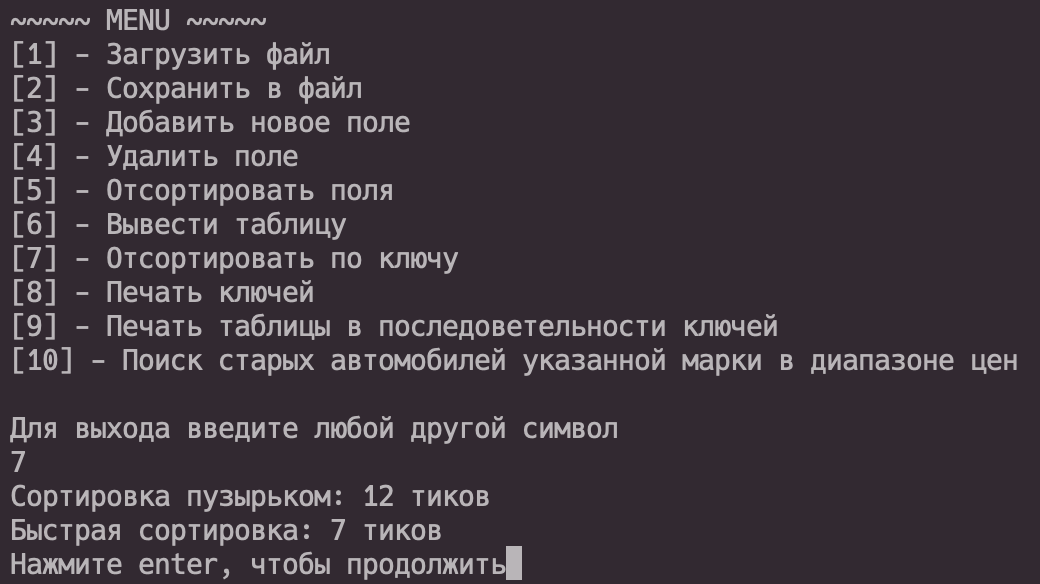 ~~~~~ MENU ~~~~~
[1] - Загрузить файл
[2] - Сохранить в файл
[3] - Добавить новое поле
[4] - Удалить поле
[5] - Отсортировать поля
[6] - Вывести таблицу
[7] - Отсортировать по ключу
[8] - Печать ключей
[9] - Печать таблицы в последоветельности ключей
[10] - Поиск старых автомобилей указанной марки в диапазоне цен
Для выхода введите любой другой символ
7
Сортировка пузырьком: 12 тиков
Быстрая сортировка: 7 тиков
Нажмите enter, чтобы продолжить